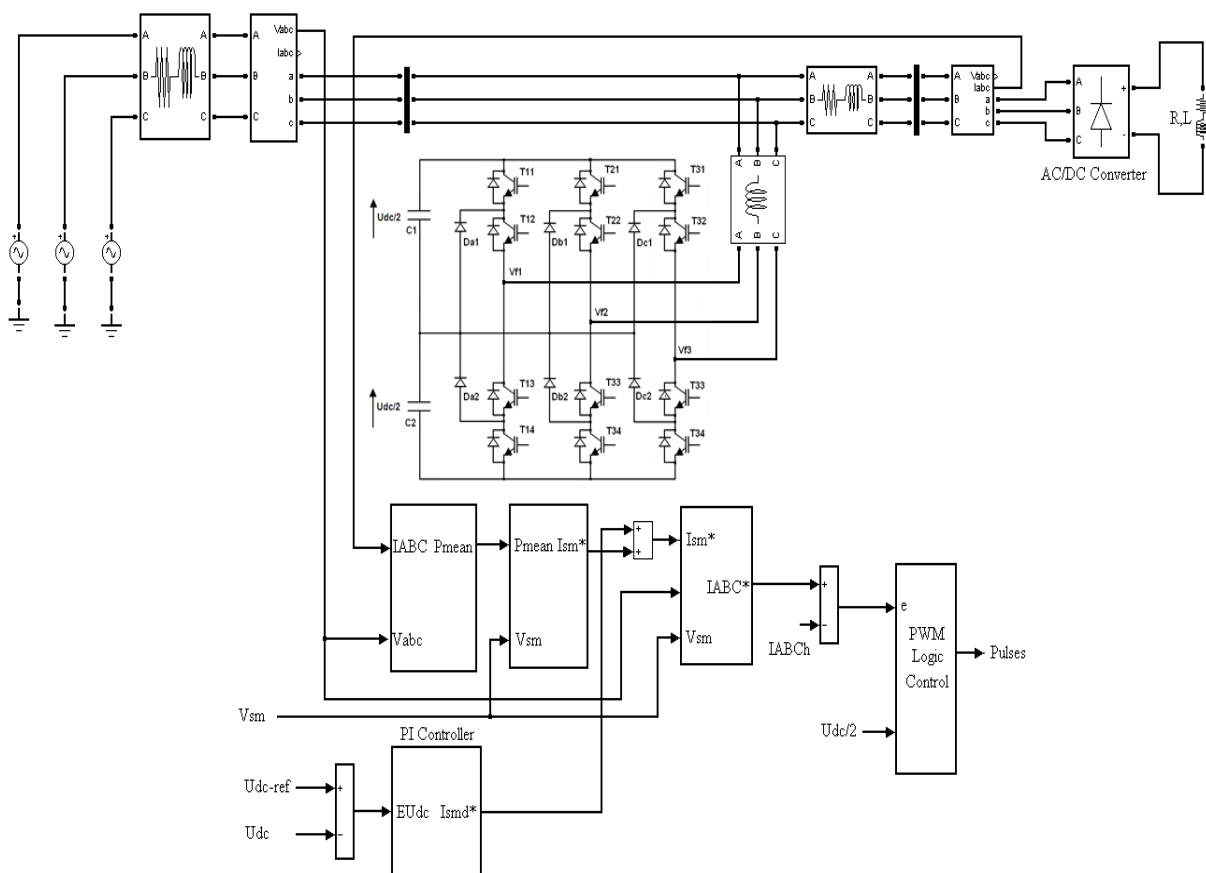 A A
B B
C C
A Vabc
Iabc
B a
b
C c
A A
B B
C C
A Vabc
Iabc
B a
b
C c
A +
B
C -
R,L
AC/DC Converter
A B C
A B C
+
+
+
T11 T21 T31
Udc/2 C1
T12 T22 T32
Da1 Db1 Dc1
Vf1
Vf2
Vf3
T13 T33 T33
Da2 Db2 Dc2
Udc/2
C2
T14 T34 T34
IABC Pmean
Vabc
Pmean Ism*
Vsm
+
+
Ism*
IABC*
Vsm
+
-
IABCh
e
PWM
Logic
Control
Pulses
Udc/2
Vsm
PI Controller
Udc-ref
+
Udc
-
EUdc Ismd*